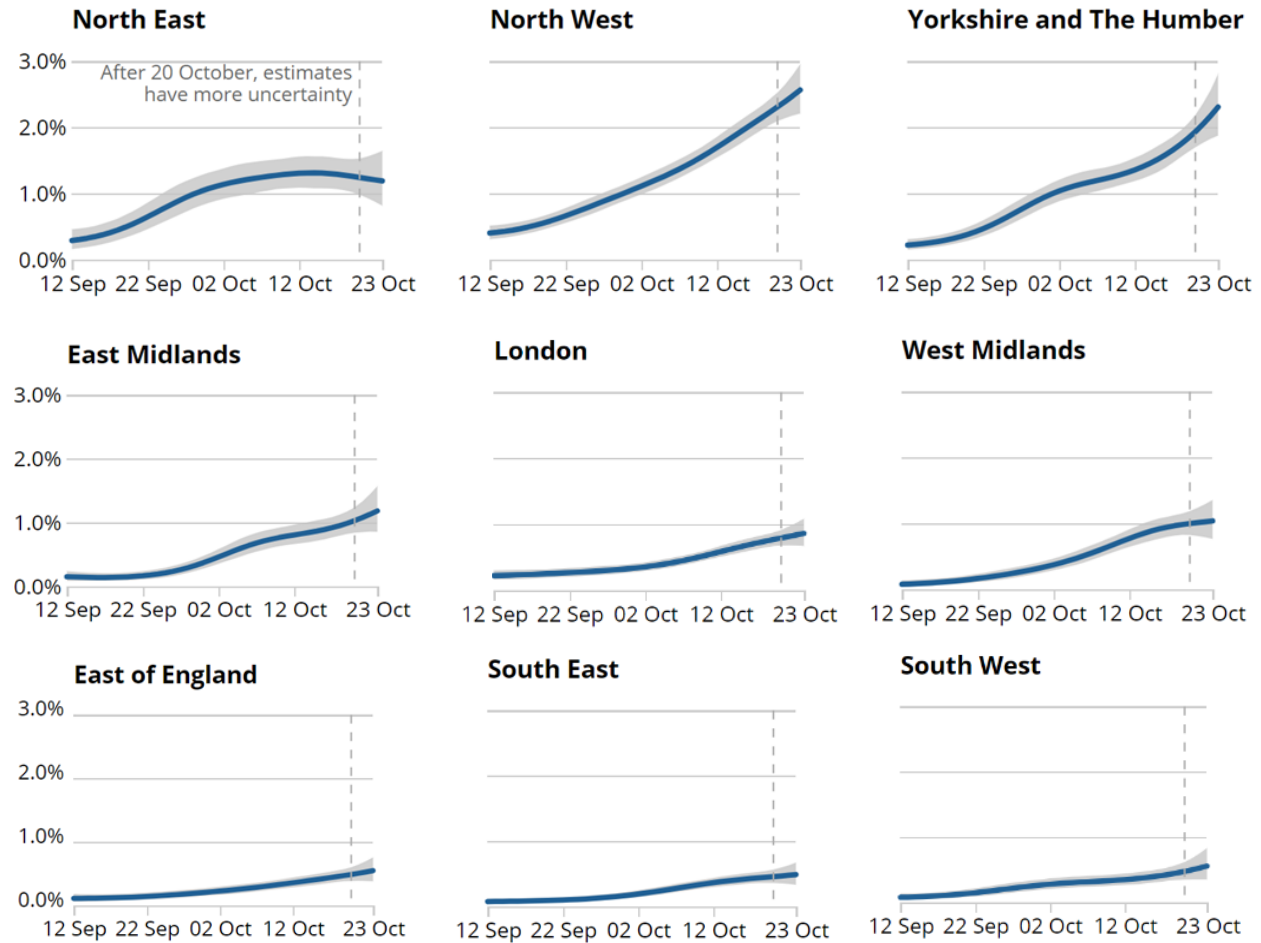 North East
North West
Yorkshire and The Humber
3.0%
After 20 October, estimates
have more uncertainty
2.0%
1.0%
0.0%
12 Sep 22 Sep 02 Oct 12 Oct 23 Oct
12 Sep 22 Sep 02 Oct 12 Oct 23 Oct
12 Sep 22 Sep 02 Oct 12 Oct 23 Oct
East Midlands
London
West Midlands
3.0%
2.0%
1.0%
0.0%
12 Sep 22 Sep 02 Oct 12 Oct 23 Oct
12 Sep 22 Sep 02 Oct 12 Oct 23 Oct
12 Sep 22 Sep 02 Oct 12 Oct 23 Oct
East of England
South East
South West
3.0%
2.0%
1.0%
0.0%
12 Sep 22 Sep 02 Oct 12 Oct 23 Oct
12 Sep 22 Sep 02 Oct 12 Oct 23 Oct
12 Sep 22 Sep 02 Oct 12 Oct 23 Oct